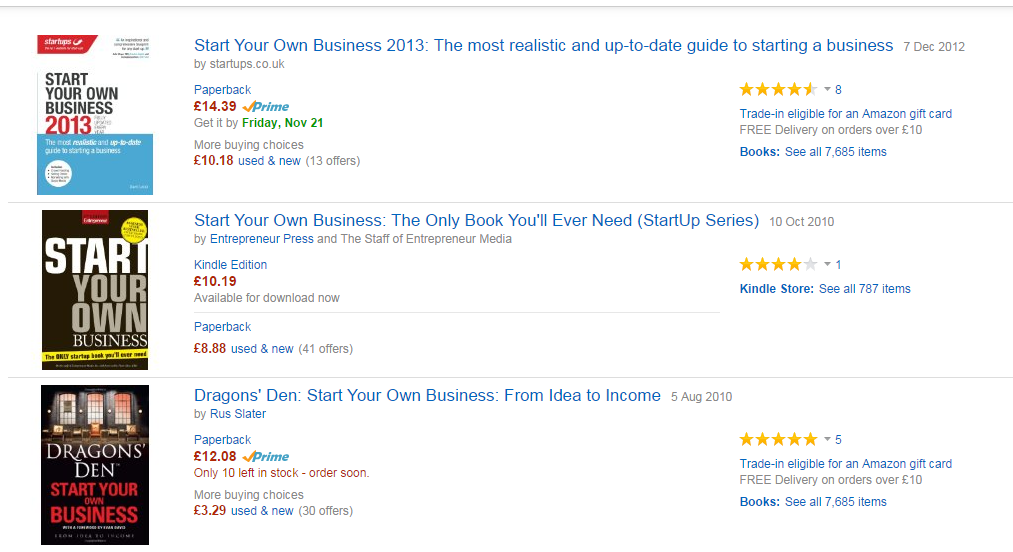 startups
START
YOUR OWN
BUSINESS
2013
The most realistic and up-to-date
guide to starting a business
Start Your Own Business 2013: The most realistic and up-to-date guide to starting a business 7 Dec 2012
by startups.co.uk
Paperback
£14.39 Prime
Get it by Friday, Nov 21
More buying choices
£10.18 used & new (13 offers)
8
Trade-in eligible for an Amazon gift card
FREE Delivery on orders over £10
Books: See all 7,685 items
Entrepreneur
START
YOUR
OWN
BUSINESS
The ONLY startup book you'll ever need
Start Your Own Business: The Only Book You'll Ever Need (StartUp Series) 10 Oct 2010
by Entrepreneur Press and The Staff of Entrepreneur Media
Kindle Edition
£10.19
Available for download now
Paperback
£8.88 used & new (41 offers)
1
Kindle Store: See all 787 items
DRAGONS'
DEN
START YOUR
OWN
BUSINESS
WITH A FOREWORD BY EVAN DAVIS
FROM IDEA TO INCOME
Dragons' Den: Start Your Own Business: From Idea to Income 5 Aug 2010
by Rus Slater
Paperback
£12.08 Prime
Only 10 left in stock - order soon.
More buying choices
£3.29 used & new (30 offers)
5
Trade-in eligible for an Amazon gift card
FREE Delivery on orders over £10
Books: See all 7,685 items